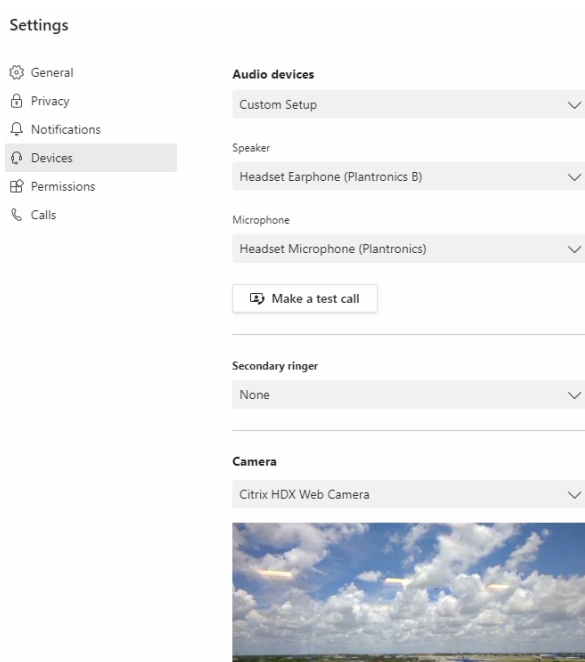 Settings
General
Privacy
Notifications
Devices
Permissions
Calls
Audio devices
Custom Setup
Speaker
Headset Earphone (Plantronics B)
Microphone
Headset Microphone (Plantronics)
Make a test call
Secondary ringer
None
Camera
Citrix HDX Web Camera